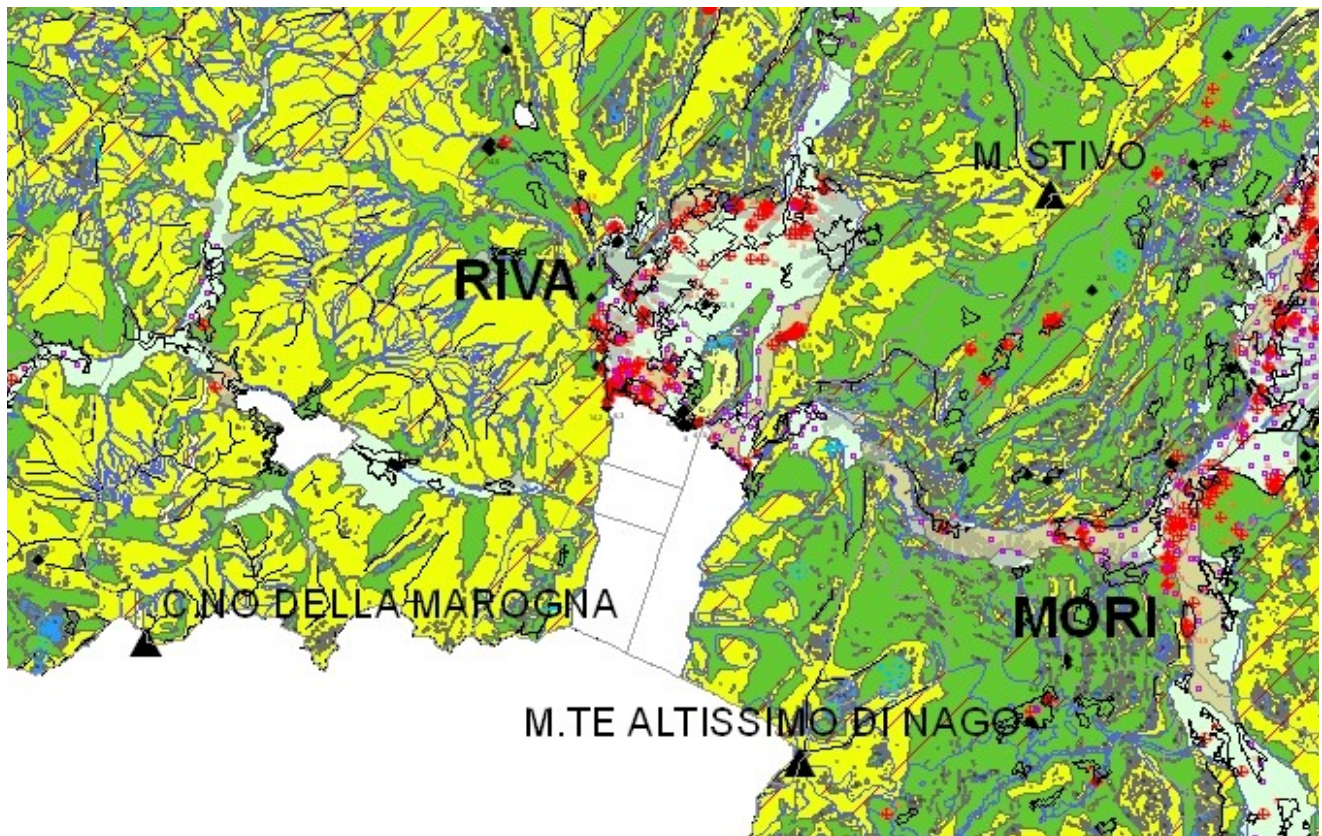 M. STIVO
RIVA
C.NO DELLA MAROGNA
MORI
M.TE ALTISSIMO DI NAGO